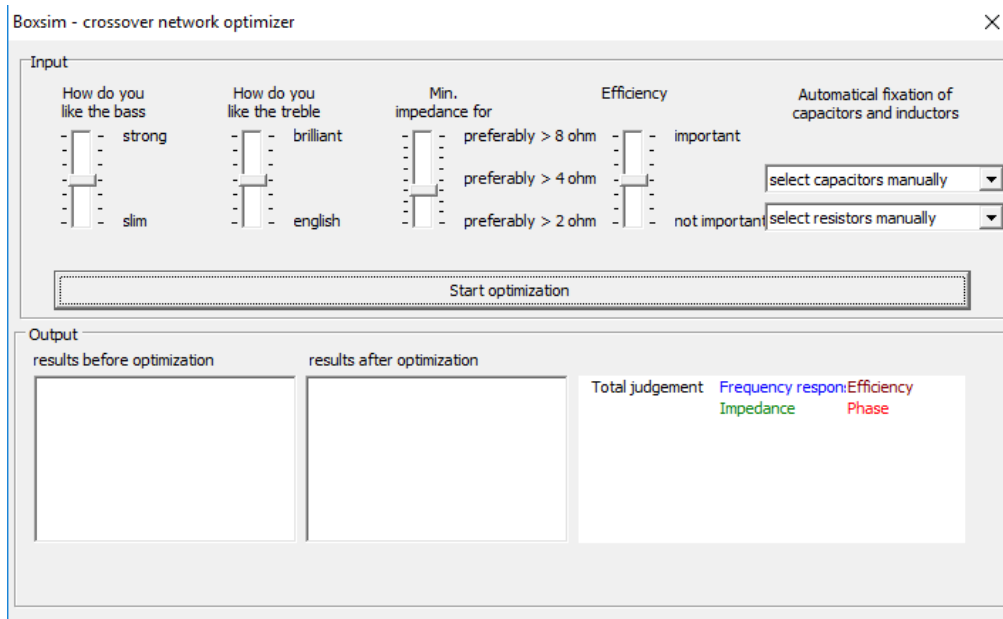 Boxsim - crossover network optimizer
Input
How do you
like the bass
strong
slim
How do you
like the treble
brilliant
english
Min.
impedance for
preferably > 8 ohm
preferably > 4 ohm
preferably > 2 ohm
Efficiency
important
not important
Automatical fixation of
capacitors and inductors
select capacitors manually
select resistors manually
Start optimization
Output
results before optimization
results after optimization
Total judgement
Frequency respon
Efficiency
Impedance
Phase